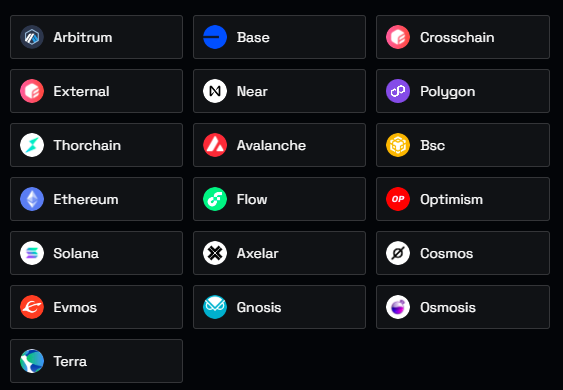 Arbitrum
Base
Crosschain
External
Near
Polygon
Thorchain
Avalanche
Bsc
Ethereum
Flow
OP
Optimism
Solana
Axelar
Cosmos
Evmos
Gnosis
Osmosis
Terra